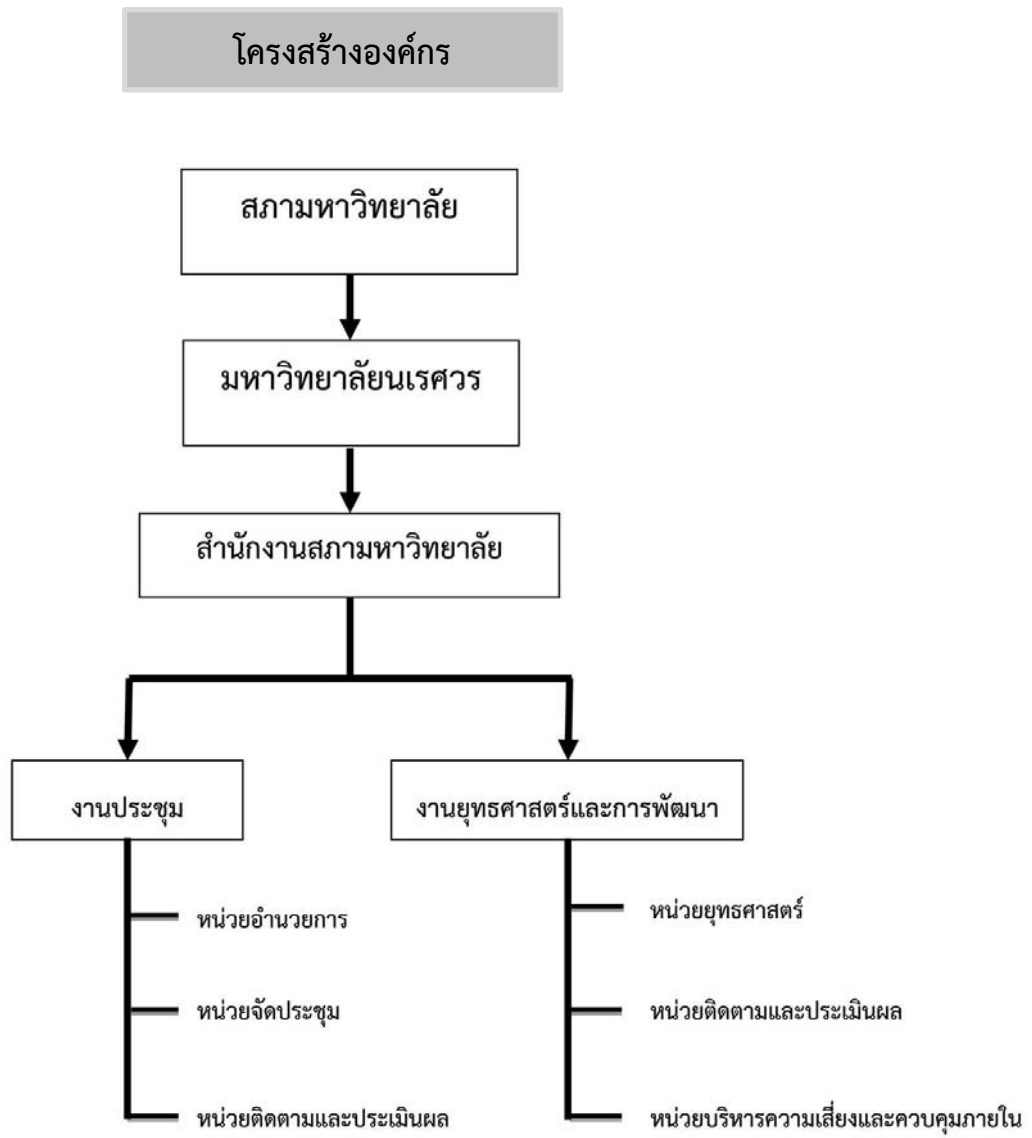 โครงสร้างองค์กร
สภามหาวิทยาลัย
มหาวิทยาลัยนเรศวร
สำนักงานสภามหาวิทยาลัย
งานประชุม
หน่วยอำนวยการ
หน่วยจัดประชุม
หน่วยติดตามและประเมินผล
งานยุทธศาสตร์และการพัฒนา
หน่วยยุทธศาสตร์
หน่วยติดตามและประเมินผล
หน่วยบริหารความเสี่ยงและควบคุมภายใน